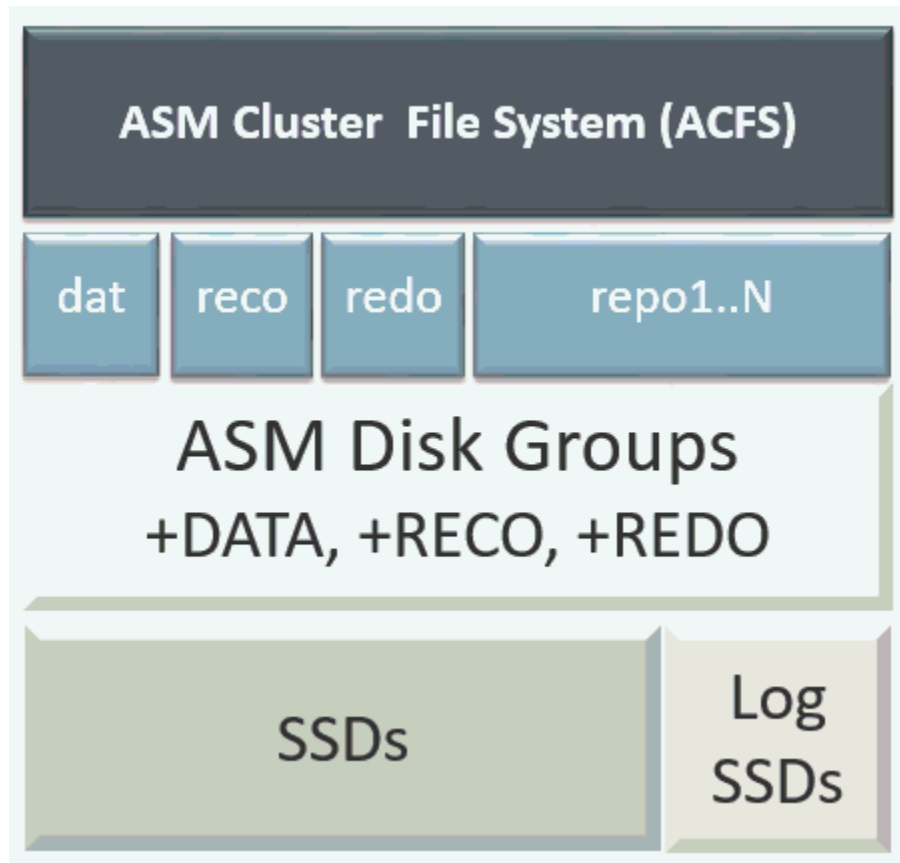 ASM Cluster File System (ACFS)
dat reco redo repo1..N
ASM Disk Groups
+DATA, +RECO, +REDO
SSDs
Log
SSDs